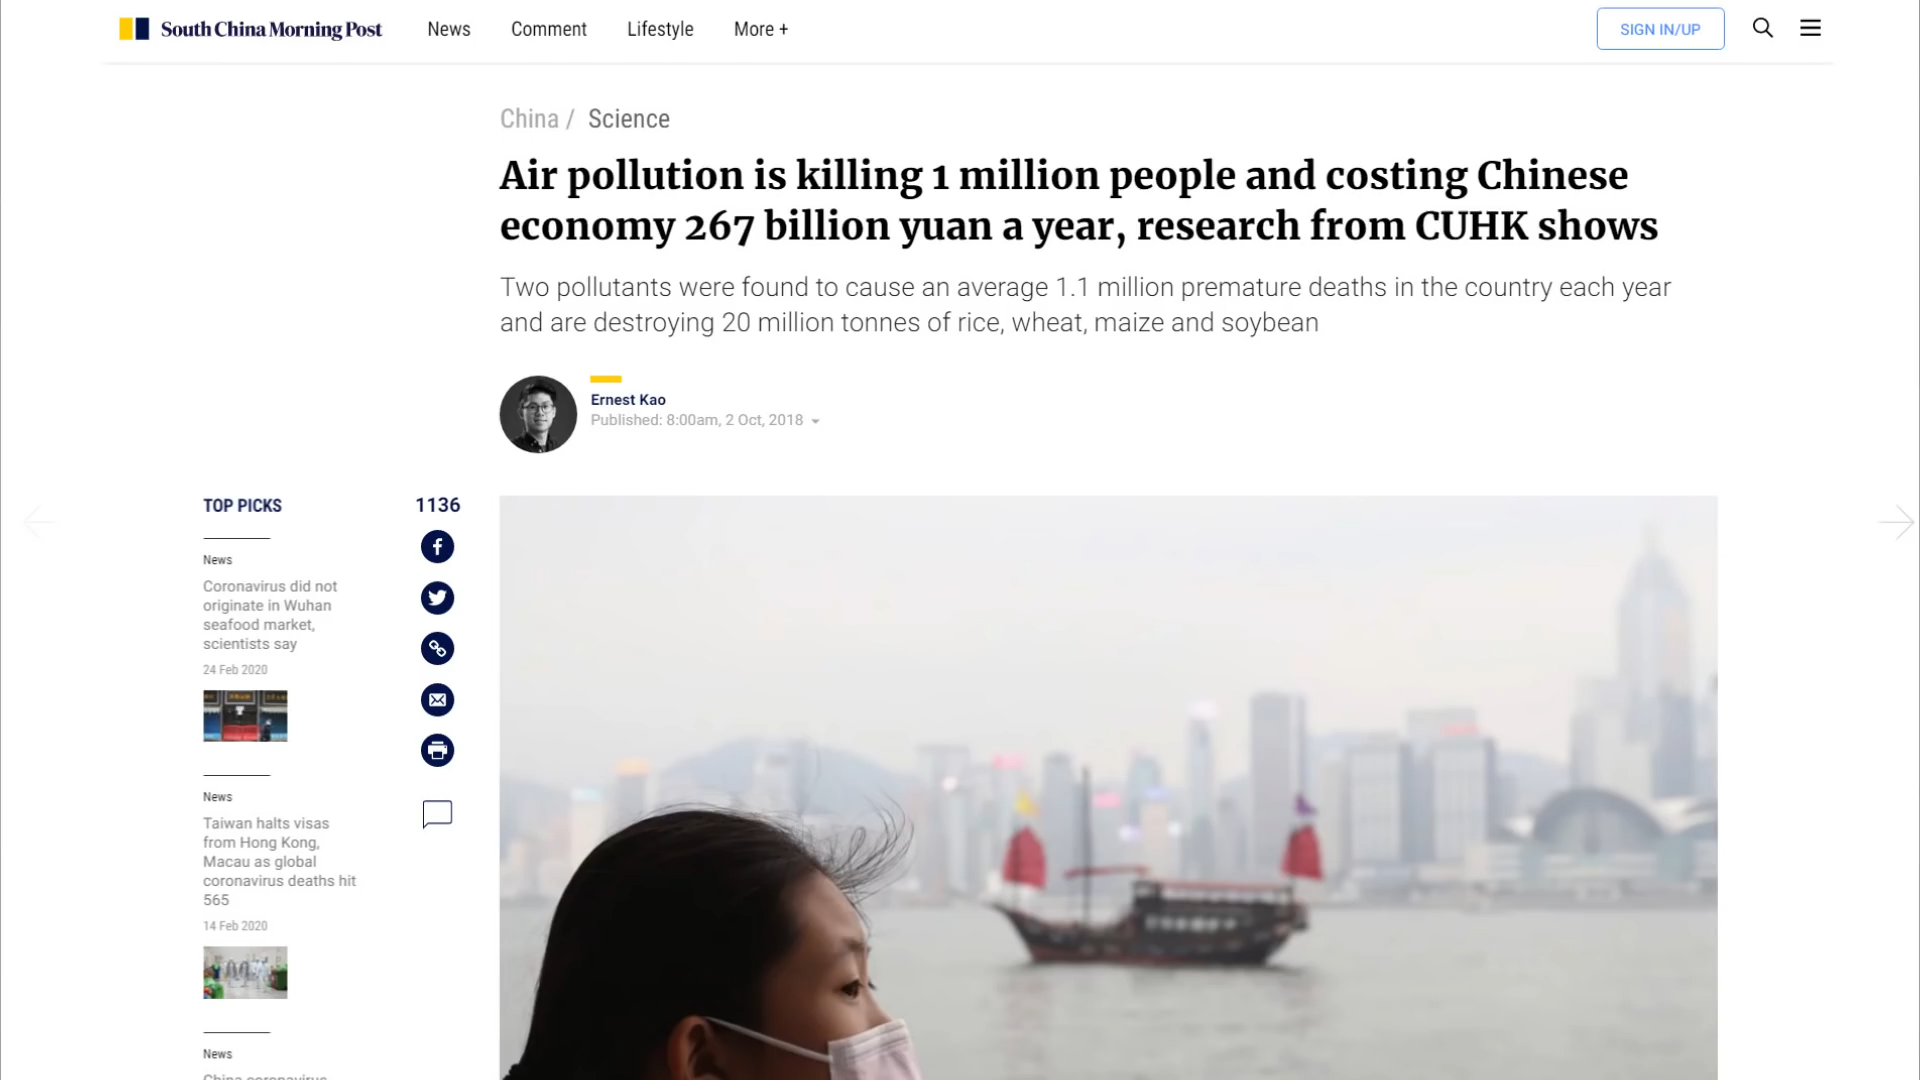 South China Morning Post
News
Comment
Lifestyle
More +
SIGN IN/UP
China / Science
Air pollution is killing 1 million people and costing Chinese
economy 267 billion yuan a year, research from CUHK shows
Two pollutants were found to cause an average 1.1 million premature deaths in the country each year
and are destroying 20 million tonnes of rice, wheat, maize and soybean
Ernest Kao
Published: 8:00am, 2 Oct, 2018
TOP PICKS
1136
News
Coronavirus did not
originate in Wuhan
seafood market,
scientists say
24 Feb 2020
News
Taiwan halts visas
from Hong Kong,
Macau as global
coronavirus deaths hit
565
14 Feb 2020
News
China coronavirus